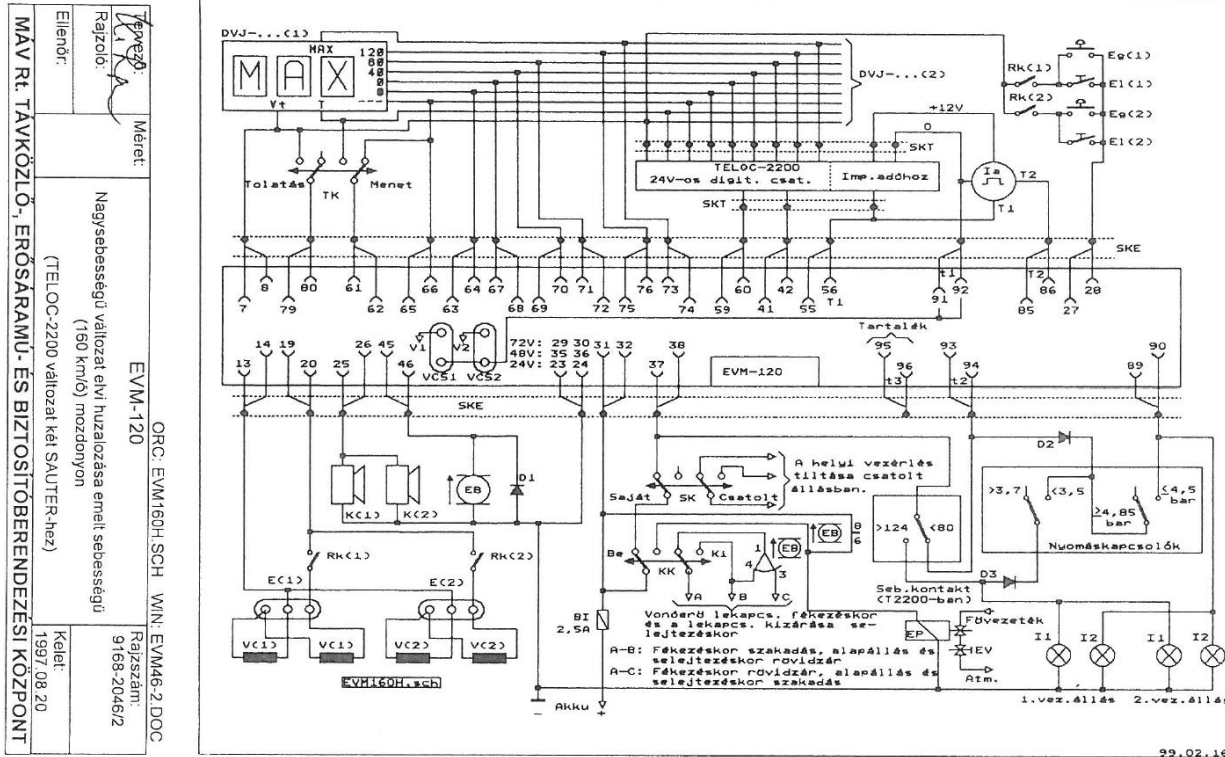 Tervező:
Rajzoló:
Ellenőr:
Méret:
MÁV Rt. TÁVKÖZLŐ-, ERŐSÁRAMÚ- ÉS BIZTOSÍTÓBERENDEZÉSI KÖZPONT
ORC: EVM160H.SCH WIN: EVM46-2.DOC
EVM-120
Nagysebességű változat elvi huzalozása emelt sebességű
(160 km/ó) mozdonyon
(TELOC-2200 változat két SAUTER-hez)
Rajzszám:
9168-2046/2
Kelet:
1997.08.20
DVJ-...(1)
MAX
120
80
40
0
0
---
M A X
Vt T
DVJ-...(2)
Rk(1)
Rk(2)
Eg(1)
El(1)
Eg(2)
El(2)
+12V
0
SKT
TELOC-2200
24V-os digit. csat.
Imp.adóhoz
SKT
Ia
T2
T1
Tolatás
TK
Menet
SKE
7 8 79 80 61 62 65 66 63 64 67 68 69 70 71 72 75 76 73 74 59 60 41 42 55 56 91 92 85 86 27 28
T1 t1 T2
Tartalék
13 14 19 20 25 26 45 46
V1 V2
VCS1 VCS2
72V: 29 30
48V: 35 36
24V: 23 24
31 32 37 38
EVM-120
95 96 93 94 89 90
t3 t2
SKE
K(1) K(2)
EB
D1
Rk(1) Rk(2)
E(1) E(2)
V(1) V(1) V(2) V(2)
EVM160H.sch
Saját SK Csatolt
A helyi vezérlés
tiltása csatolt
állásban.
Be KK Ki
1
4 3
EB
EB
8
6
A B C
BI
2,5A
Vonóerő lekapcs. fékezéskor
és a lekapcs. kizárása se-
lejtezéskor
A-B: Fékezéskor szakadás, alapállás és
selejtezéskor rövidzár
A-C: Fékezéskor rövidzár, alapállás és
selejtezéskor szakadás
Akku
- +
>124 <80
Seb.kontakt
(T2200-ban)
D2
D3
>3,7 <3,5
≥4,85
bar
≤4,5
bar
Nyomáskapcsolók
EP
Fővezeték
HEV
Atm.
I1 I2 I1 I2
1.vez.állás 2.vez.állás